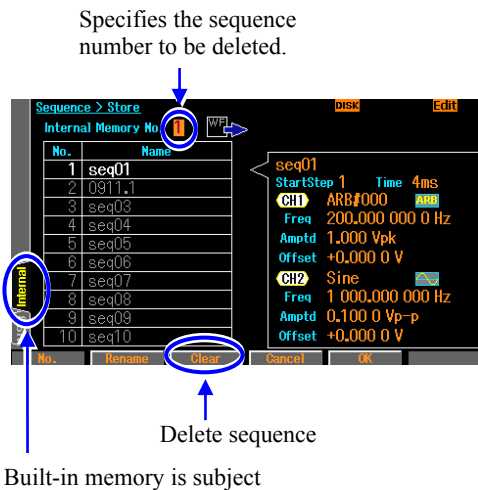 Specifies the sequence
number to be deleted.
Sequence > Store
DISK
Edit
Internal Memory No. 1 WF
No. Name
1 seq01
2 0911.1
3 seq03
4 seq04
5 seq05
6 seq06
7 seq07
8 seq08
9 seq09
10 seq10
Internal
seq01
StartStep 1 Time 4ms
CH1 ARB#000 ARB
Freq 200.000 000 0 Hz
Amptd 1.000 Vpk
Offset +0.000 0 V
CH2 Sine
Freq 1 000.000 000 Hz
Amptd 0.100 0 Vp-p
Offset +0.000 0 V
No. Rename Clear Cancel OK
Delete sequence
Built-in memory is subject